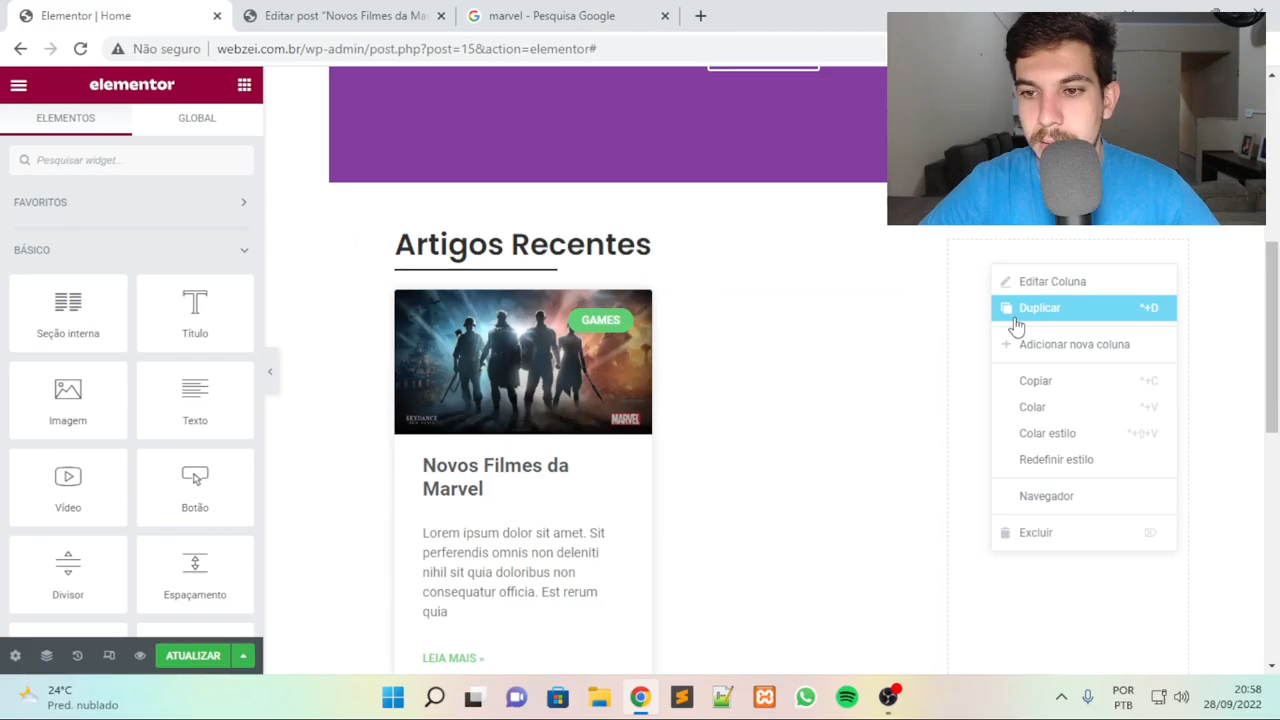 Elementor | Home
Editar post "Novos Filmes da Ma
marvel - Pesquisa Google
Não seguro
webzei.com.br/wp-admin/post.php?post=15&action=elementor#
elementor
ELEMENTOS
GLOBAL
Pesquisar widget...
FAVORITOS
BÁSICO
Seção interna
Título
Imagem
Texto
Vídeo
Botão
Divisor
Espaçamento
ATUALIZAR
Artigos Recentes
GAMES
MARVEL
Novos Filmes da
Marvel
Lorem ipsum dolor sit amet. Sit
perferendis omnis non deleniti
nihil sit quia doloribus non
consequatur officia. Est rerum
quia
LEIA MAIS »
Editar Coluna
Duplicar ^+D
Adicionar nova coluna
Copiar ^+C
Colar ^+V
Colar estilo ^+⇧+V
Redefinir estilo
Navegador
Excluir
24°C
Pred. nublado
POR
PTB
20:58
28/09/2022